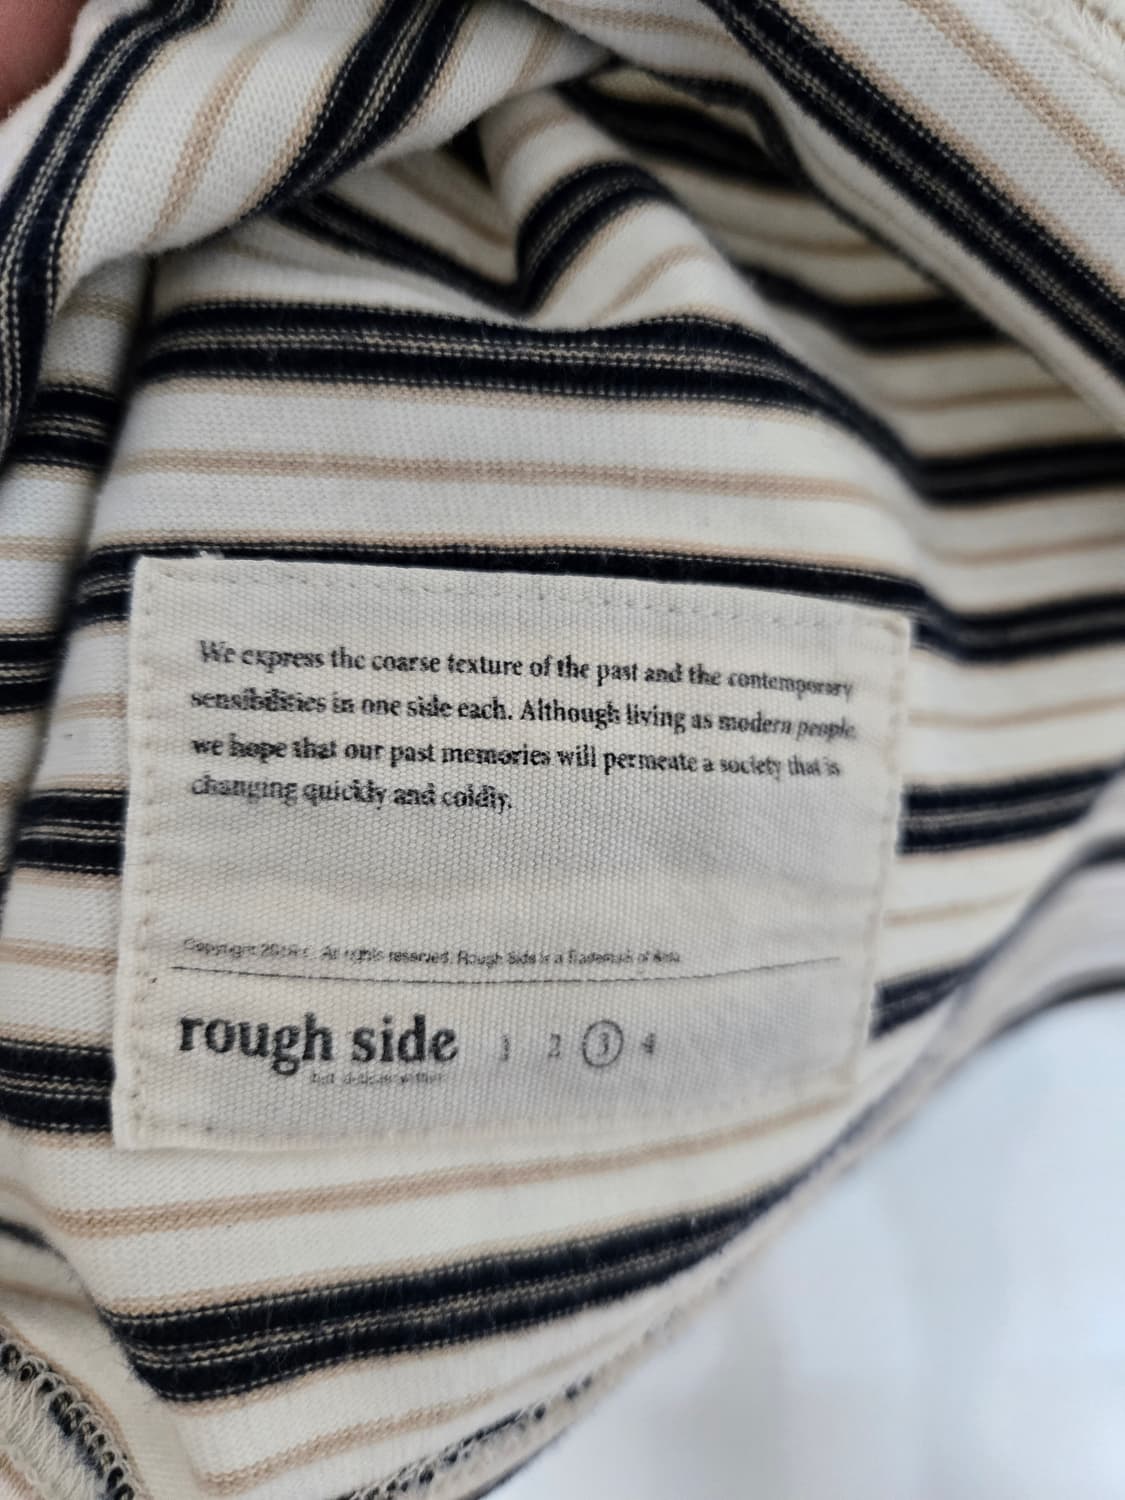 We express the coarse texture of the past and the contemporary
sensibilities in one side each. Although living as modern people,
we hope that our past memories will permeate a society that is
changing quickly and coldly.
Copyright All rights reserved. Rough Side is a Trademark of
rough side 1 2 3 4